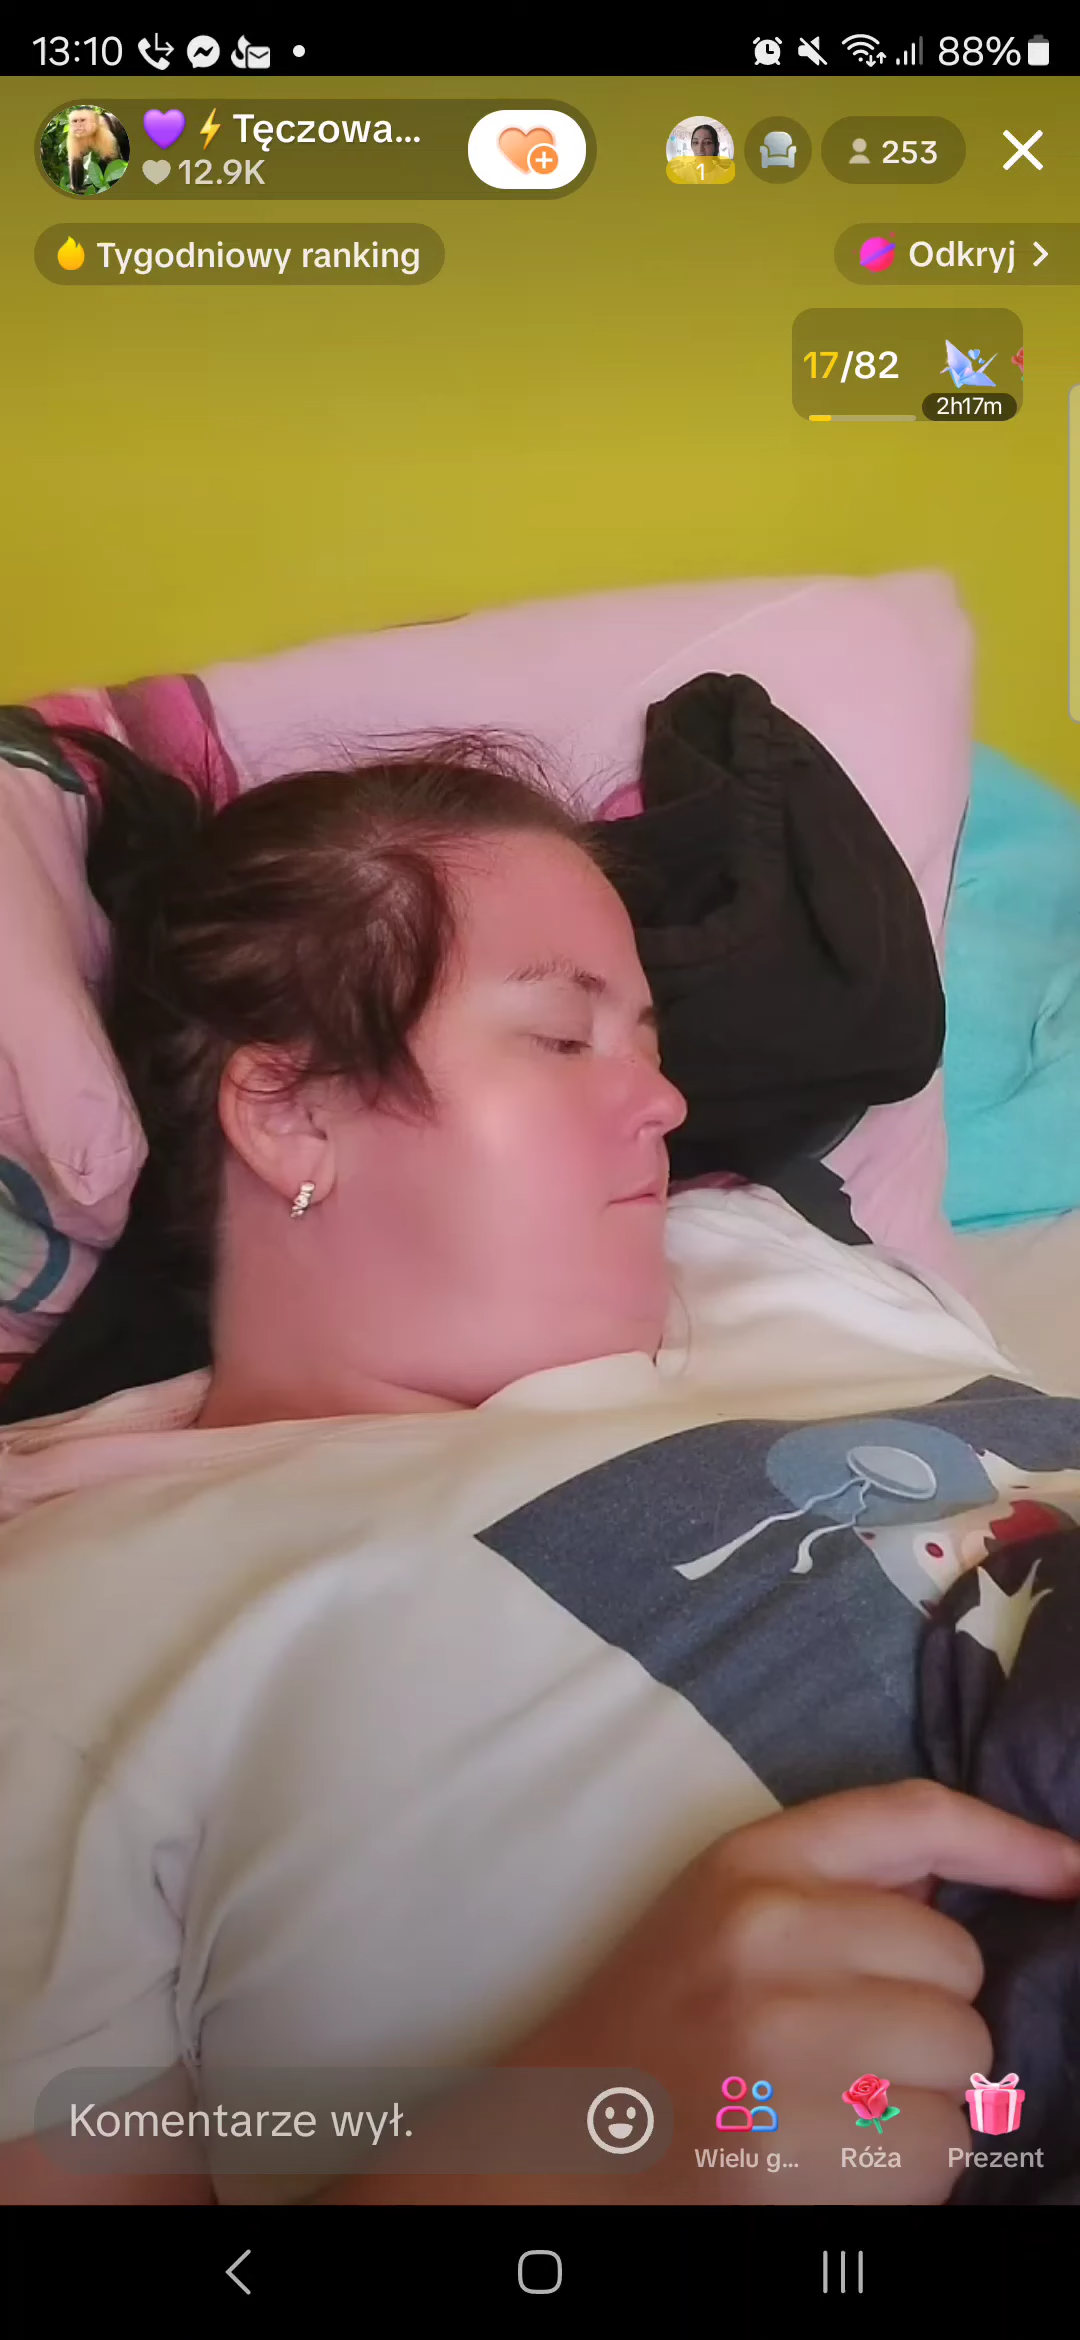 13:10
88%
💜⚡Tęczowa...
12.9K
1
253
Tygodniowy ranking
Odkryj >
17/82
2h17m
Komentarze wył.
Wielu g...
Róża
Prezent